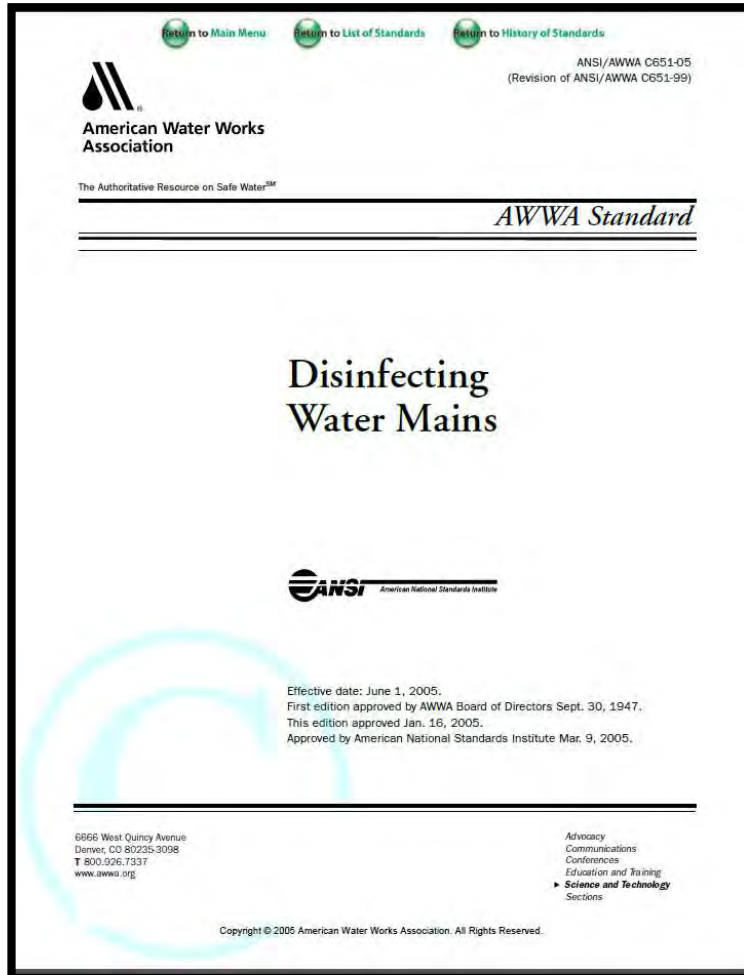 Return to Main Menu
Return to List of Standards
Return to History of Standards
ANSI/AWWA C651-05
(Revision of ANSI/AWWA C651-99)
®
American Water Works
Association
The Authoritative Resource on Safe Water℠
AWWA Standard
Disinfecting
Water Mains
ANSI American National Standards Institute
Effective date: June 1, 2005.
First edition approved by AWWA Board of Directors Sept. 30, 1947.
This edition approved Jan. 16, 2005.
Approved by American National Standards Institute Mar. 9, 2005.
6666 West Quincy Avenue
Denver, CO 80235-3098
T 800.926.7337
www.awwa.org
Advocacy
Communications
Conferences
Education and Training
► Science and Technology
Sections
Copyright © 2005 American Water Works Association. All Rights Reserved.